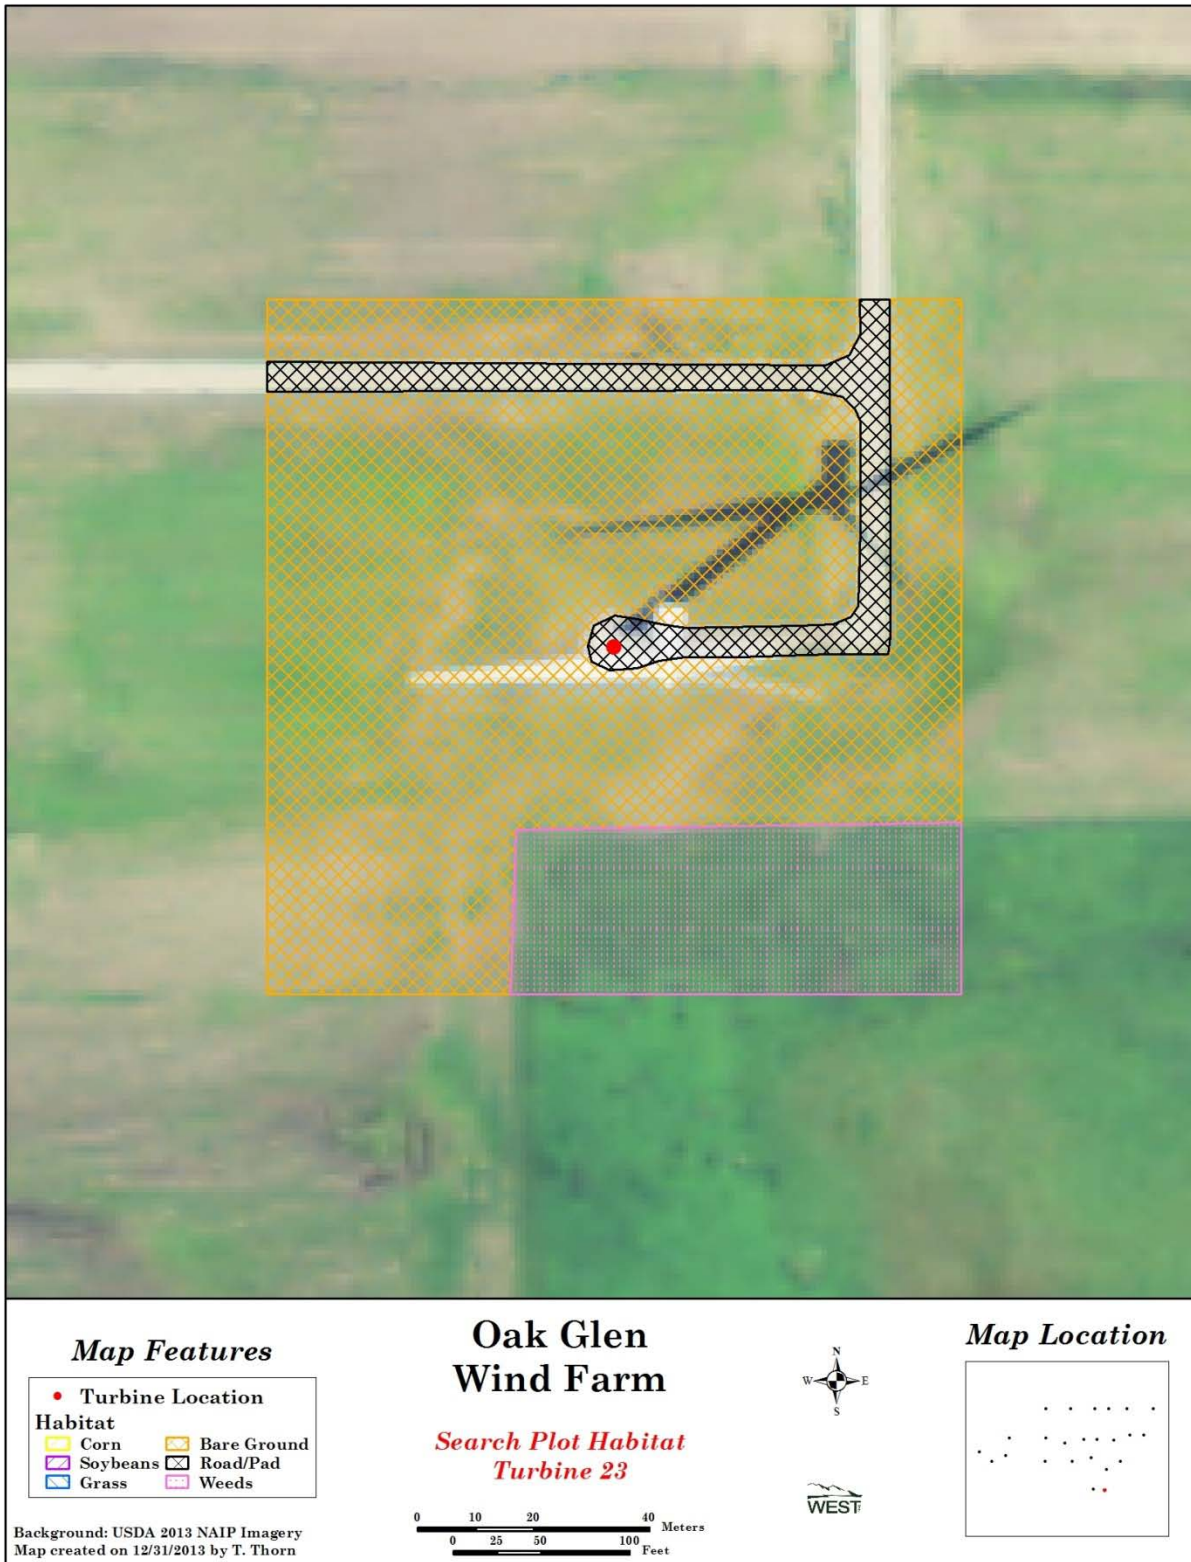 Map Features
Turbine Location
Habitat
Corn
Bare Ground
Soybeans
Road/Pad
Grass
Weeds
Background: USDA 2013 NAIP Imagery
Map created on 12/31/2013 by T. Thorn
Oak Glen
Wind Farm
Search Plot Habitat
Turbine 23
0 10 20 40 Meters
0 25 50 100 Feet
N
W E
S
WEST
Map Location